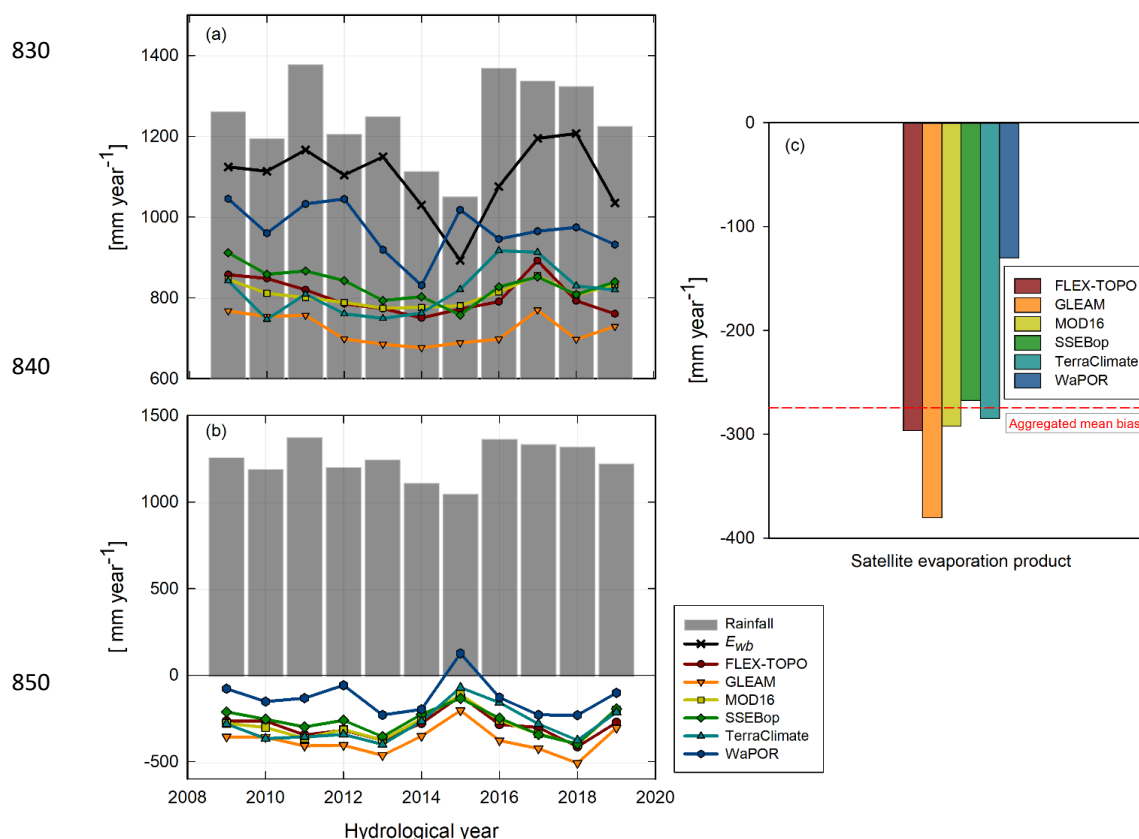 830
840
850
(a)
1400
1200
1000
800
600
[mm year-1]
(b)
1500
1000
500
0
-500
[ mm year-1]
2008 2010 2012 2014 2016 2018 2020
Hydrological year
Rainfall
Ewb
FLEX-TOPO
GLEAM
MOD16
SSEBop
TerraClimate
WaPOR
(c)
0
-100
-200
-300
-400
[mm year-1]
FLEX-TOPO
GLEAM
MOD16
SSEBop
TerraClimate
WaPOR
Aggregated mean bias
Satellite evaporation product